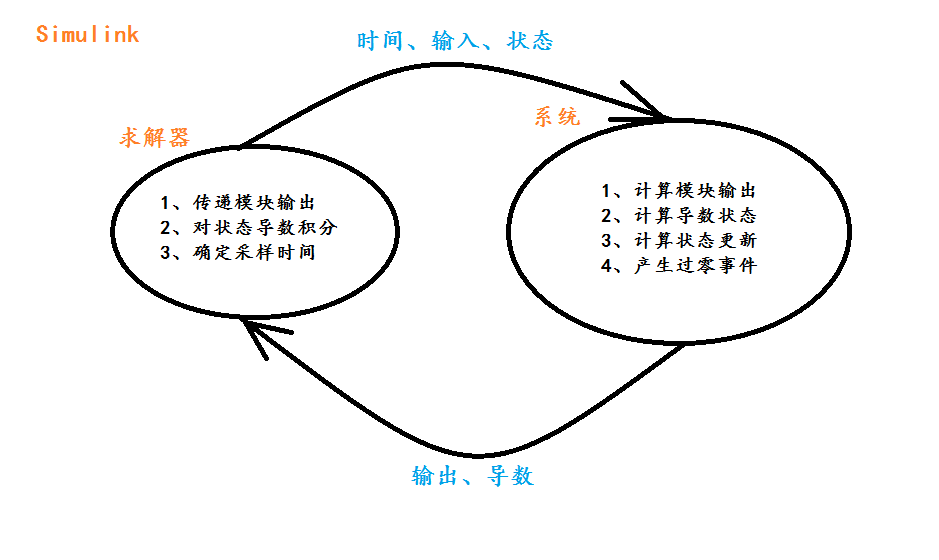 Simulink
时间、输入、状态
求解器
1、传递模块输出
2、对状态导数积分
3、确定采样时间
系统
1、计算模块输出
2、计算导数状态
3、计算状态更新
4、产生过零事件
输出、导数